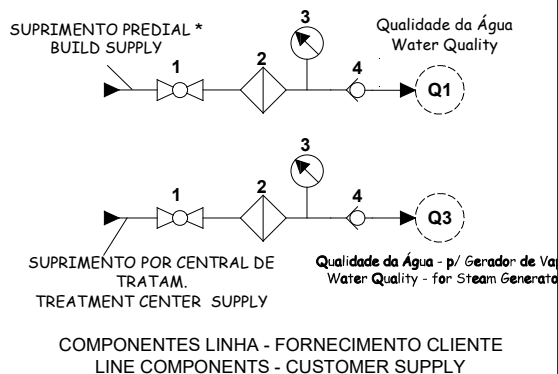 SUPRIMENTO PREDIAL *
BUILD SUPPLY
Qualidade da Água
Water Quality
1
2
3
4
Q1
1
2
3
4
Q3
SUPRIMENTO POR CENTRAL DE
TRATAM.
TREATMENT CENTER SUPPLY
Qualidade da Água - p/ Gerador de Vap
Water Quality - for Steam Generato
COMPONENTES LINHA - FORNECIMENTO CLIENTE
LINE COMPONENTS - CUSTOMER SUPPLY